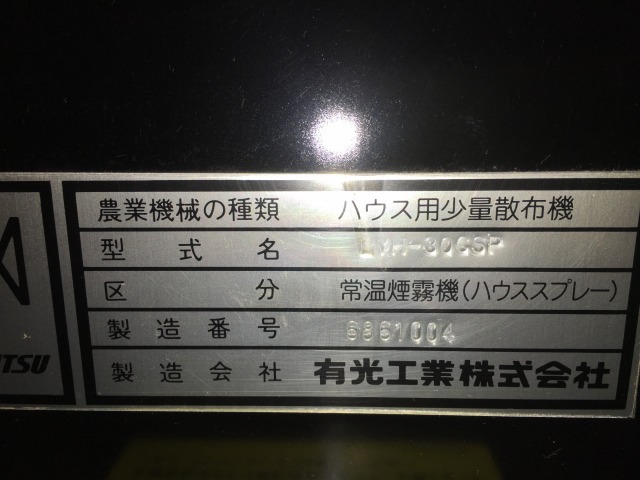 農業機械の種類 ハウス用少量散布機
型式名
区分 常温煙霧機(ハウススプレー)
製造番号 6861004
製造会社 有光工業株式会社